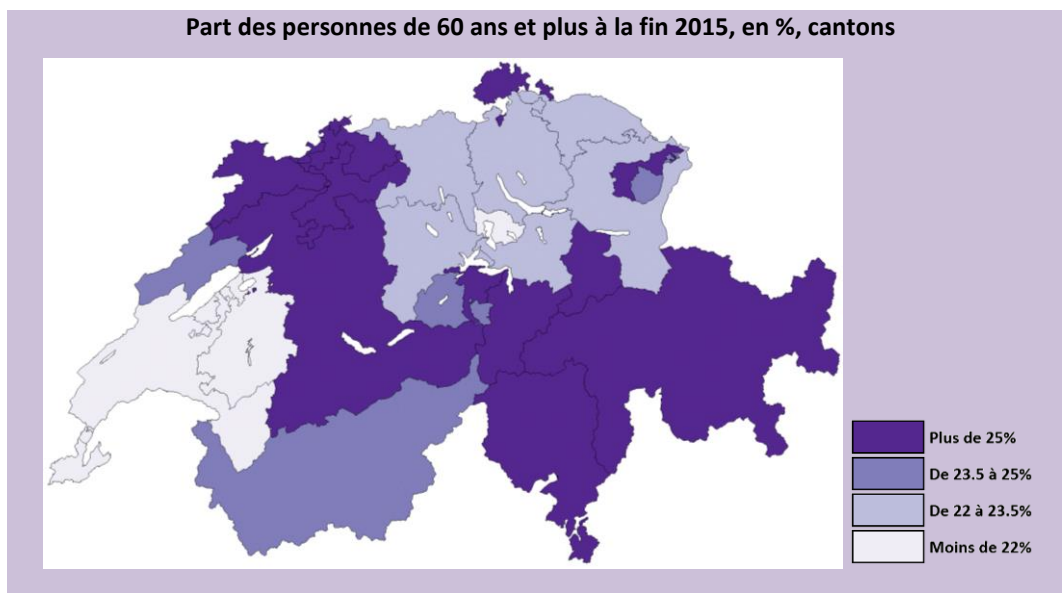 Part des personnes de 60 ans et plus à la fin 2015, en %, cantons
Plus de 25%
De 23.5 à 25%
De 22 à 23.5%
Moins de 22%